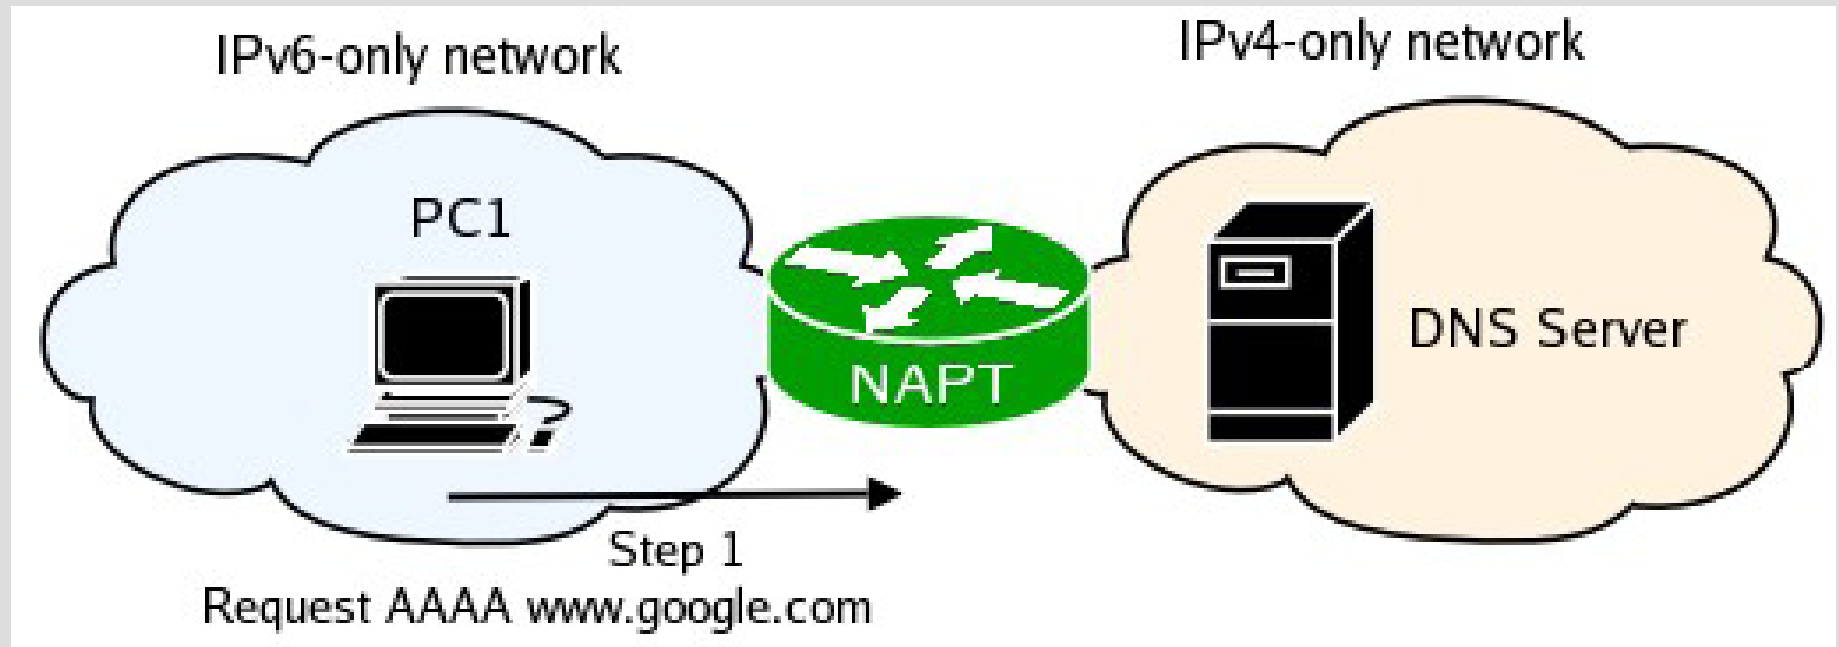 IPv6-only network
IPv4-only network
PC1
NAPT
DNS Server
Step 1
Request AAAA www.google.com